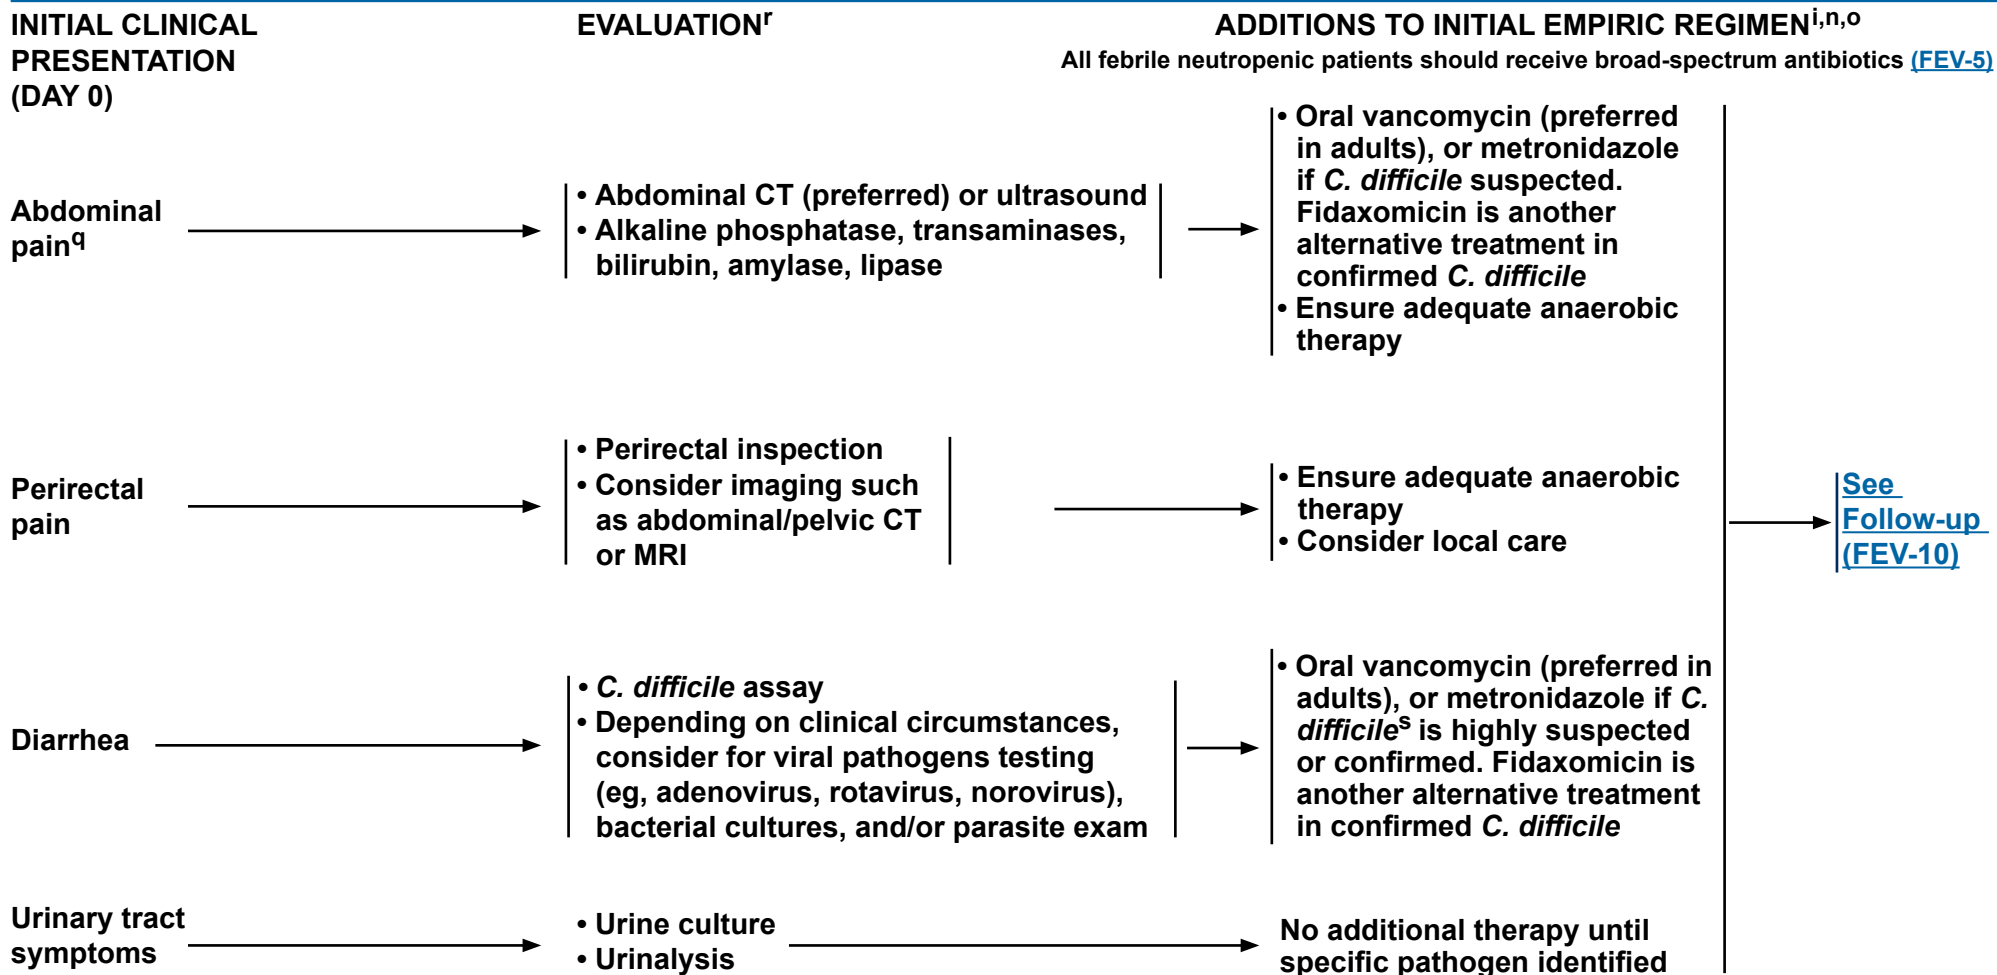 INITIAL CLINICAL
PRESENTATION
(DAY 0)
EVALUATIONʳ
ADDITIONS TO INITIAL EMPIRIC REGIMENⁱ,ⁿ,ᵒ
All febrile neutropenic patients should receive broad-spectrum antibiotics (FEV-5)
Abdominal
painq
• Abdominal CT (preferred) or ultrasound
• Alkaline phosphatase, transaminases,
bilirubin, amylase, lipase
• Oral vancomycin (preferred
in adults), or metronidazole
if C. difficile suspected.
Fidaxomicin is another
alternative treatment in
confirmed C. difficile
• Ensure adequate anaerobic
therapy
Perirectal
pain
• Perirectal inspection
• Consider imaging such
as abdominal/pelvic CT
or MRI
• Ensure adequate anaerobic
therapy
• Consider local care
See
Follow-up
(FEV-10)
Diarrhea
• C. difficile assay
• Depending on clinical circumstances,
consider for viral pathogens testing
(eg, adenovirus, rotavirus, norovirus),
bacterial cultures, and/or parasite exam
• Oral vancomycin (preferred in
adults), or metronidazole if C.
difficileˢ is highly suspected
or confirmed. Fidaxomicin is
another alternative treatment
in confirmed C. difficile
Urinary tract
symptoms
• Urine culture
• Urinalysis
No additional therapy until
specific pathogen identified